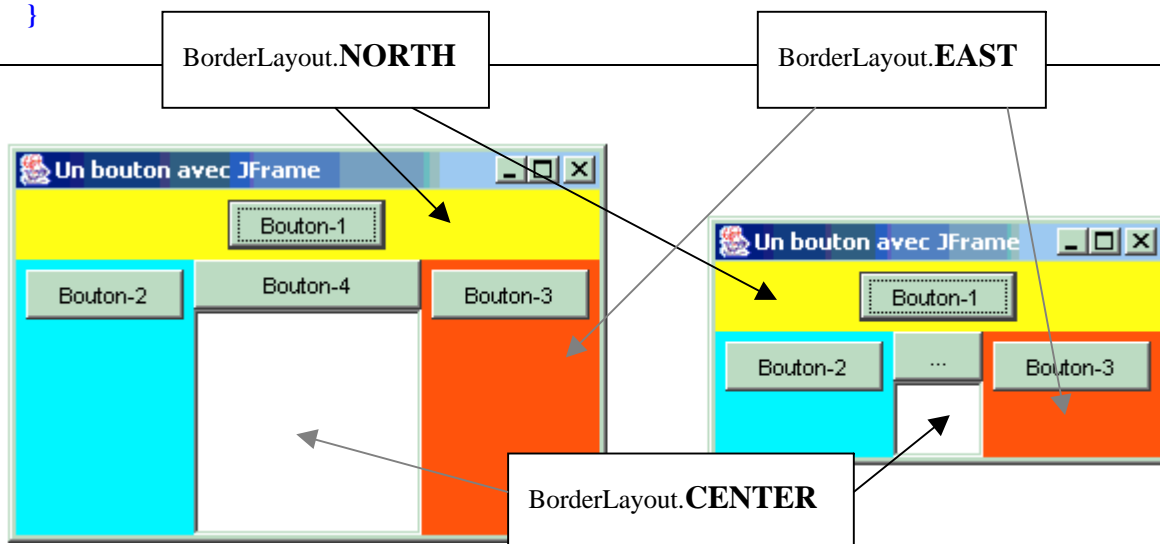 }
BorderLayout.NORTH
BorderLayout.EAST
Un bouton avec JFrame
Bouton-1
Bouton-2
Bouton-4
Bouton-3
Un bouton avec JFrame
Bouton-1
Bouton-2
...
Bouton-3
BorderLayout.CENTER